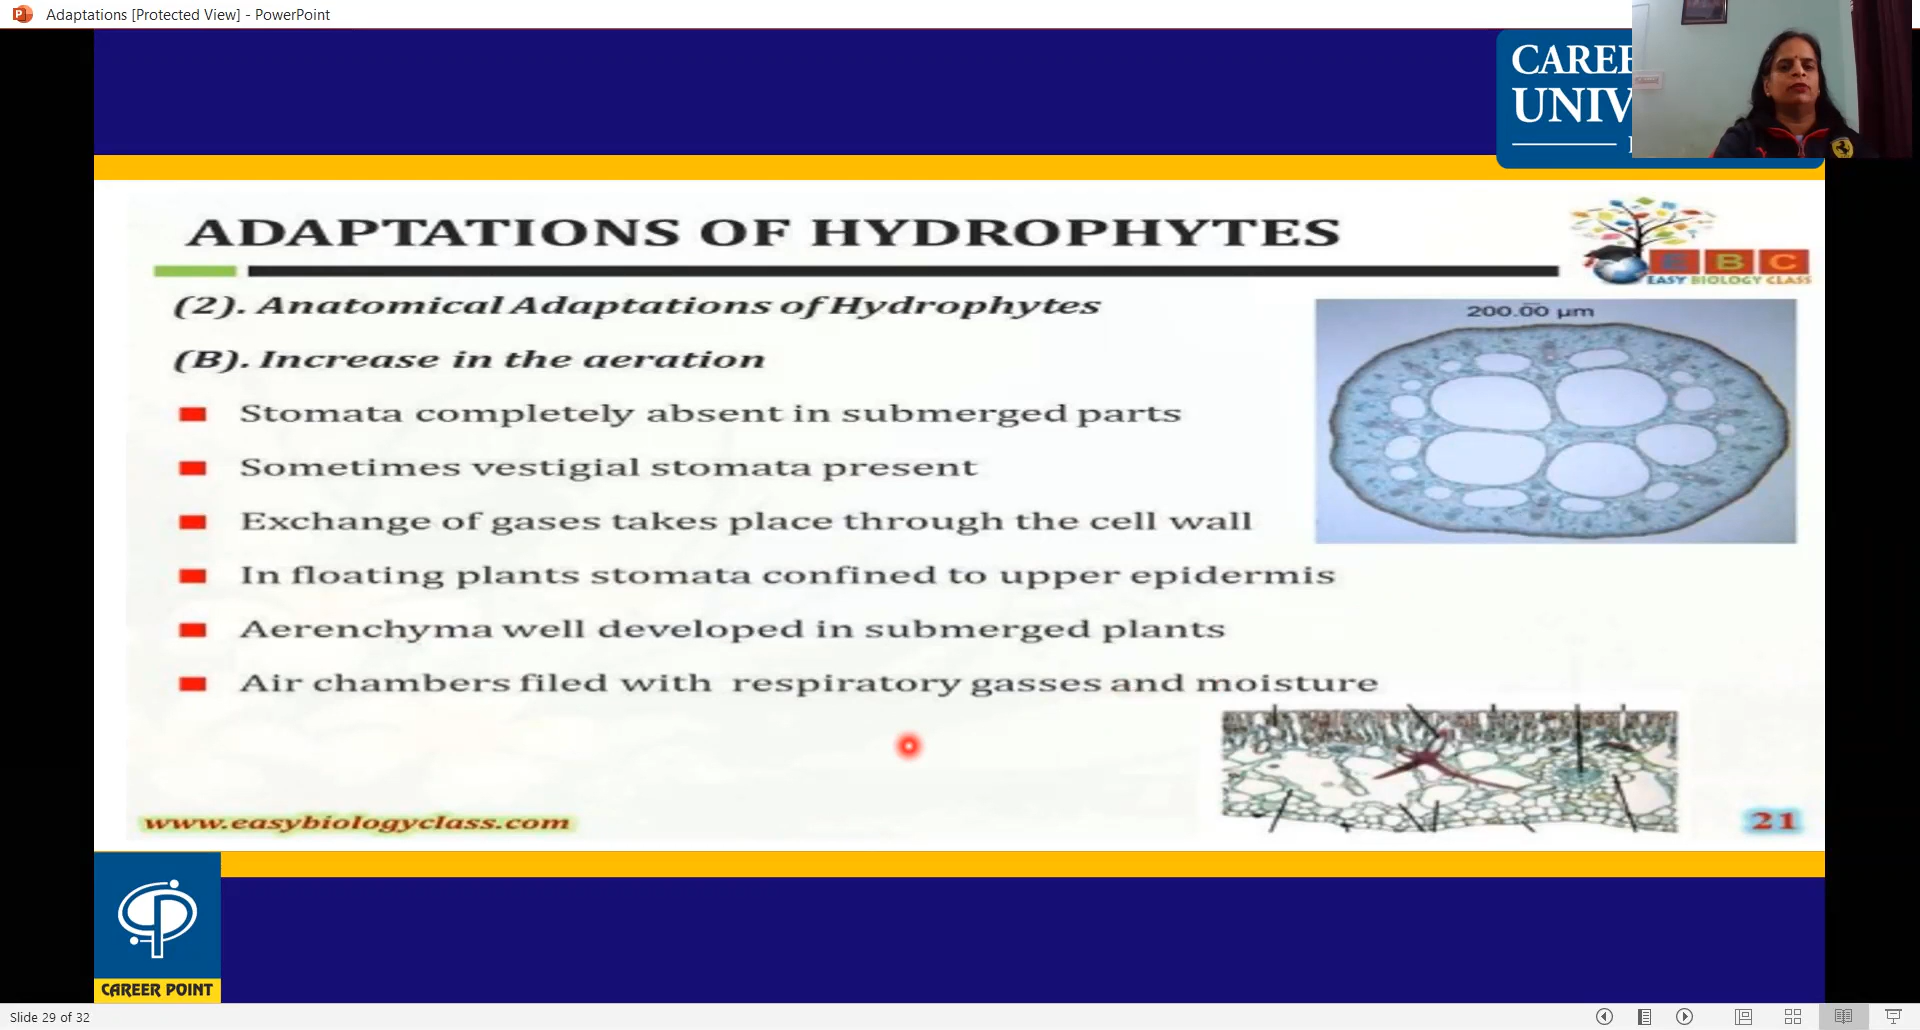 Adaptations [Protected View] - PowerPoint
CAREE
UNIV
ADAPTATIONS OF HYDROPHYTES
E B C
EASY BIOLOGY CLASS
(2). Anatomical Adaptations of Hydrophytes
200.00 µm
(B). Increase in the aeration
Stomata completely absent in submerged parts
Sometimes vestigial stomata present
Exchange of gases takes place through the cell wall
In floating plants stomata confined to upper epidermis
Aerenchyma well developed in submerged plants
Air chambers filed with respiratory gasses and moisture
www.easybiologyclass.com
21
CAREER POINT
Slide 29 of 32